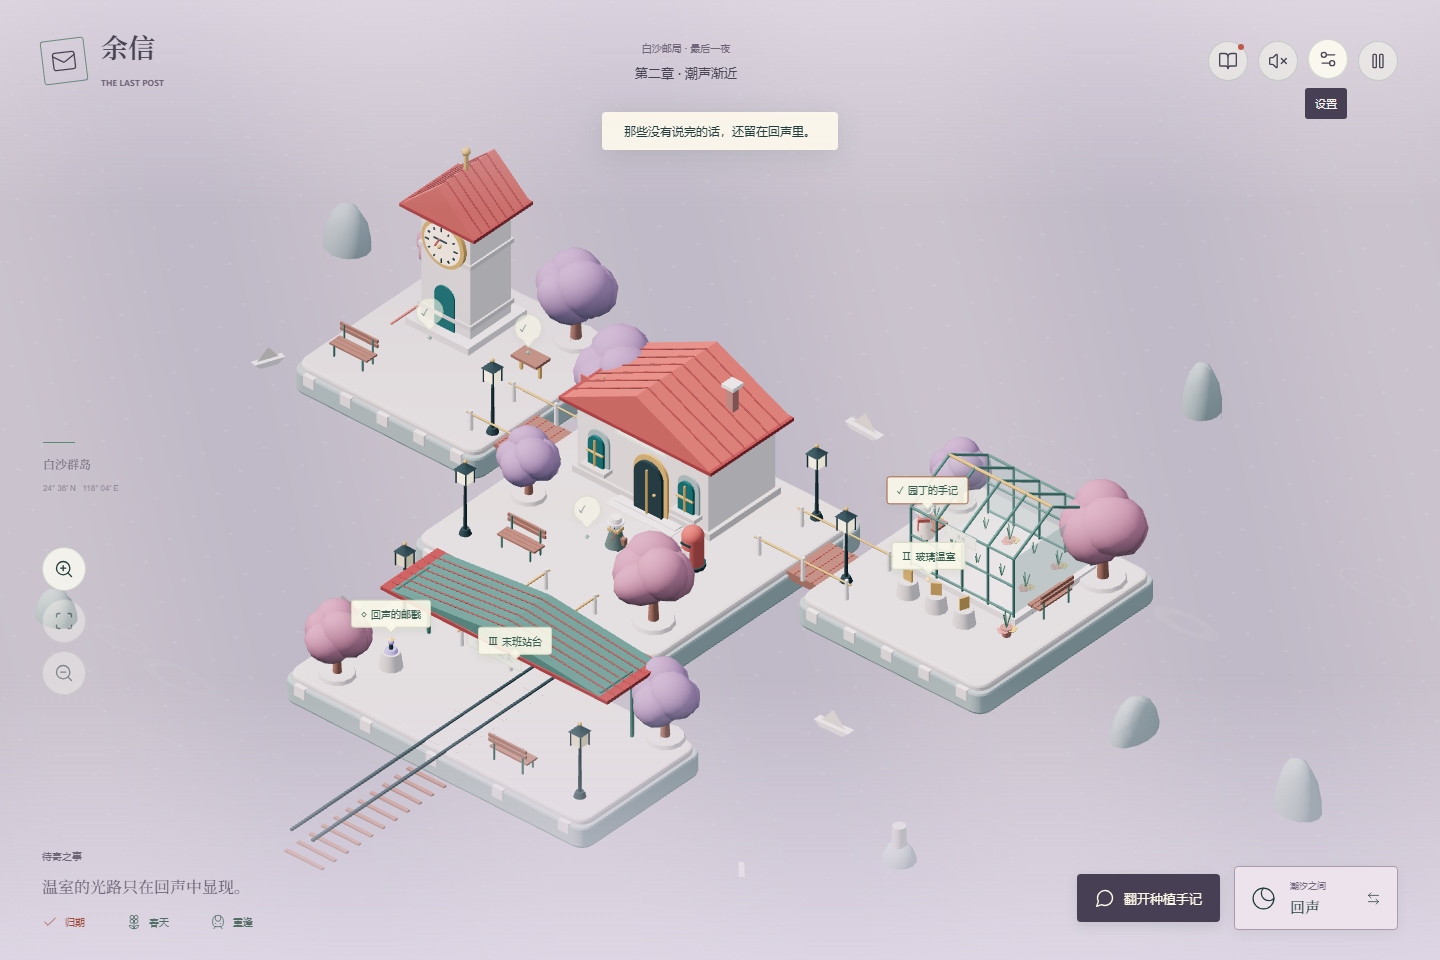 余信
THE LAST POST
白沙邮局 · 最后一夜
第二章 · 潮声渐近
设置
那些没有说完的话，还留在回声里。
白沙群岛
24° 36' N 118° 04' E
✓ 园丁的手记
II 玻璃温室
回声的邮戳
III 末班站台
待寄之事
温室的光路只在回声中显现。
归期
春天
重逢
翻开种植手记
潮汐之间
回声